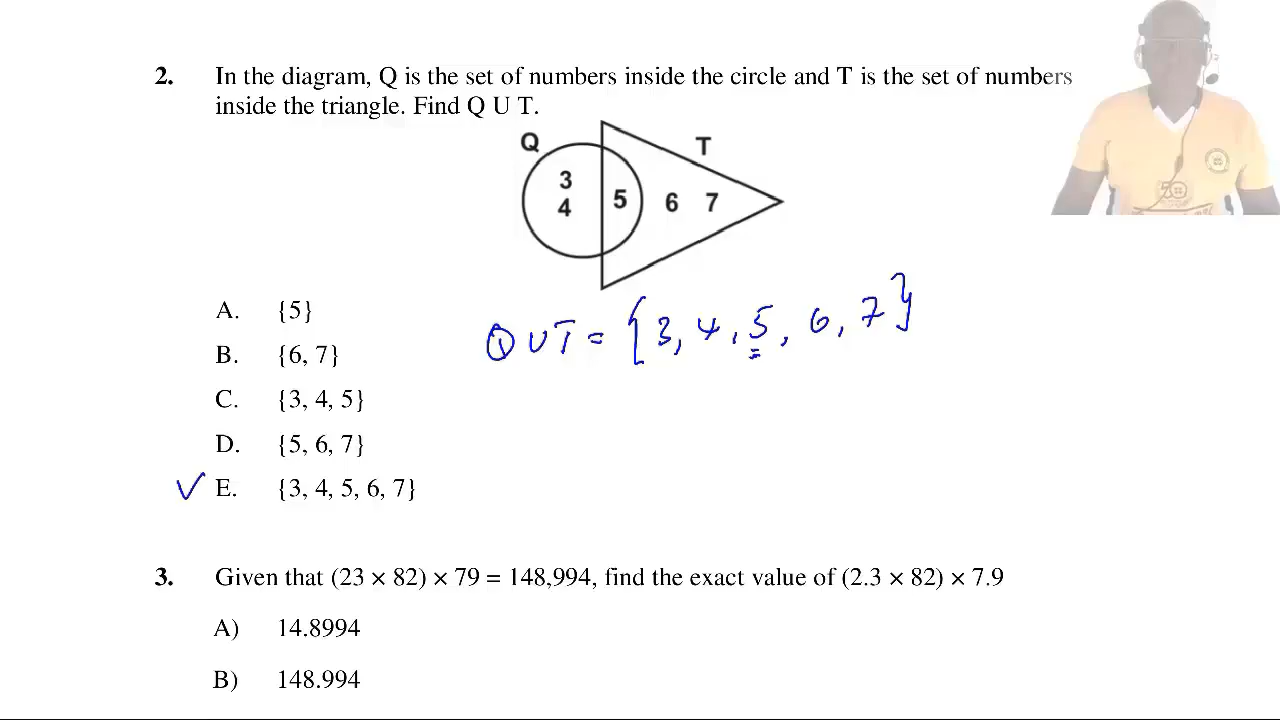 2. In the diagram, Q is the set of numbers inside the circle and T is the set of numbers
inside the triangle. Find Q U T.
Q
T
3
4
5
6 7
A. {5}
B. {6, 7}
C. {3, 4, 5}
D. {5, 6, 7}
E. {3, 4, 5, 6, 7}
Q U T = {3, 4, 5, 6, 7}
3. Given that (23 × 82) × 79 = 148,994, find the exact value of (2.3 × 82) × 7.9
A) 14.8994
B) 148.994